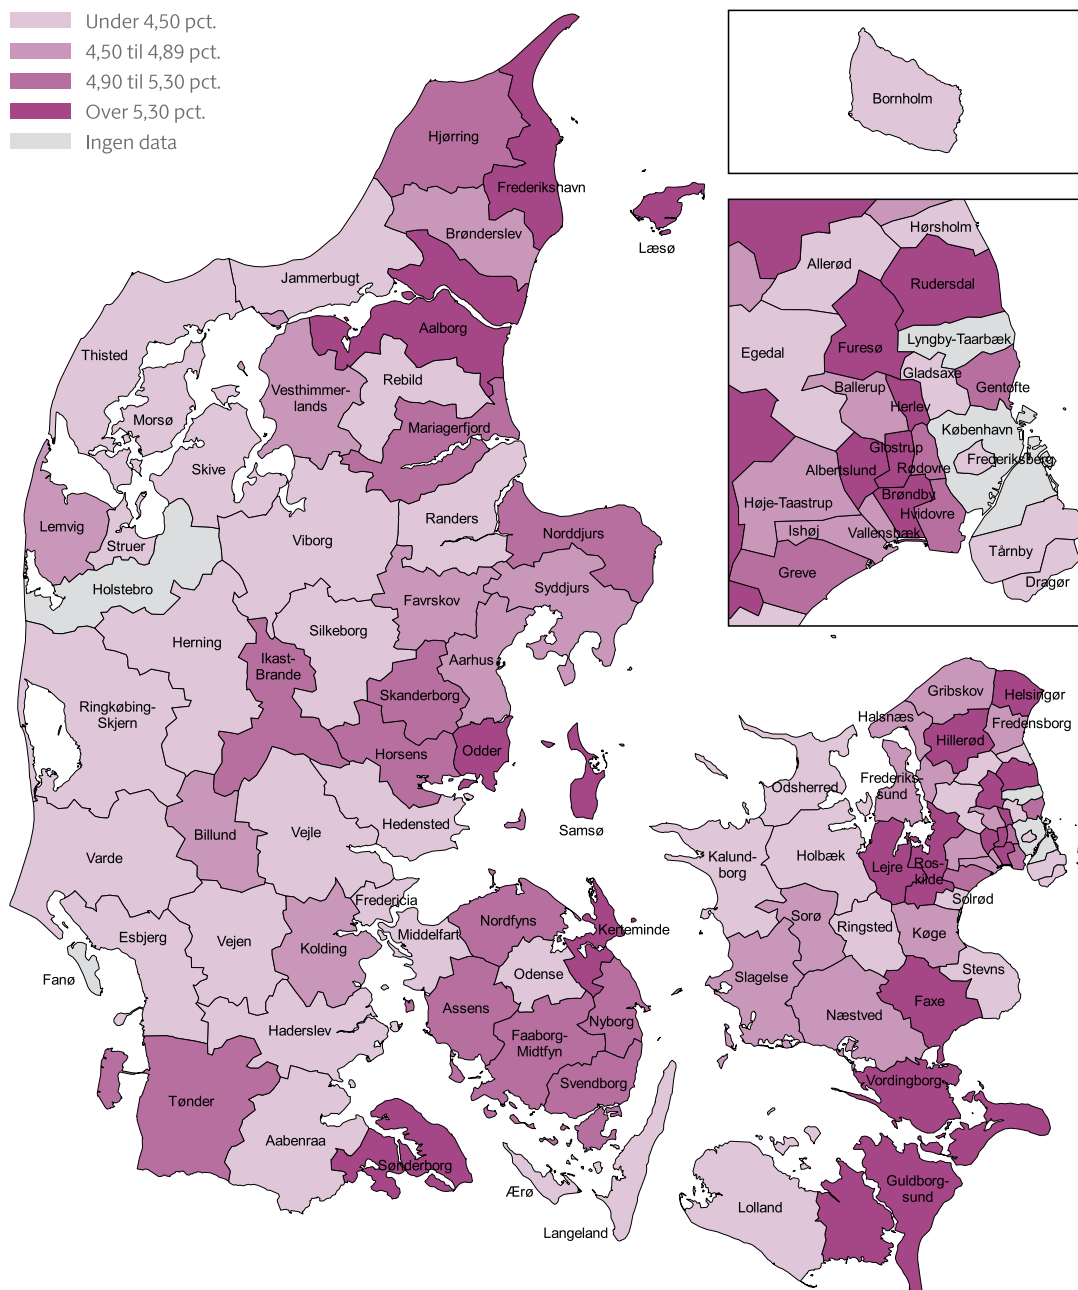 Under 4,50 pct.
4,50 til 4,89 pct.
4,90 til 5,30 pct.
Over 5,30 pct.
Ingen data
Bornholm
Hjørring
Frederikshavn
Læsø
Brønderslev
Jammerbugt
Aalborg
Thisted
Rebild
Vesthimmer-
lands
Morsø
Mariagerfjord
Skive
Lemvig
Struer
Viborg
Randers
Norddjurs
Holstebro
Favrskov
Syddjurs
Herning
Silkeborg
Ikast-
Brande
Aarhus
Skanderborg
Ringkøbing-
Skjern
Horsens
Odder
Samsø
Billund
Vejle
Hedensted
Varde
Fredericia
Esbjerg
Vejen
Kolding
Middelfart
Nordfyns
Kerteminde
Fanø
Odense
Assens
Nyborg
Haderslev
Faaborg-
Midtfyn
Svendborg
Tønder
Aabenraa
Sønderborg
Ærø
Langeland
Hørsholm
Allerød
Rudersdal
Egedal
Furesø
Lyngby-Taarbæk
Gladsaxe
Ballerup
Gentofte
Herlev
København
Glostrup
Frederiksberg
Albertslund
Rødovre
Brøndby
Høje-Taastrup
Hvidovre
Ishøj
Vallensbæk
Tårnby
Greve
Dragør
Gribskov
Helsingør
Halsnæs
Fredensborg
Hillerød
Odsherred
Frederiks-
sund
Kalund-
borg
Holbæk
Lejre
Ros-
kilde
Solrød
Sorø
Ringsted
Køge
Slagelse
Stevns
Næstved
Faxe
Vordingborg
Guldborg-
sund
Lolland